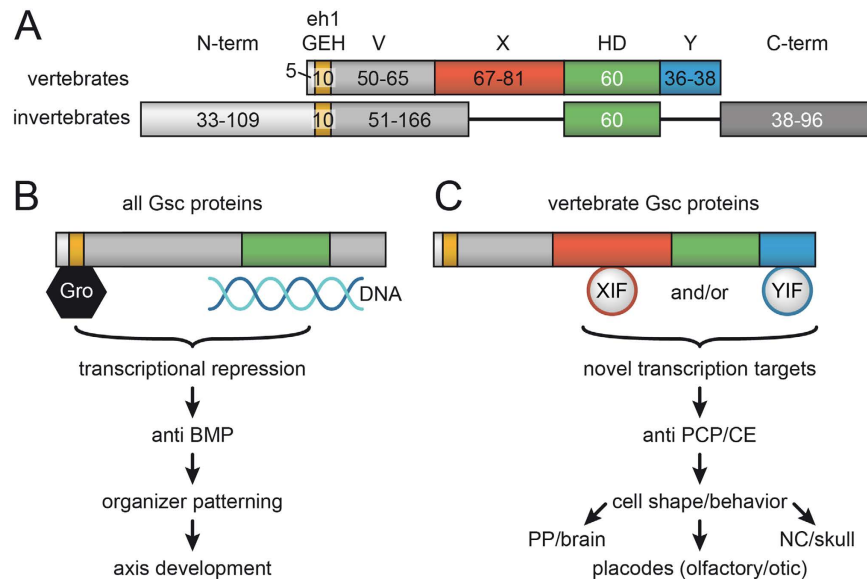 A
eh1
N-term GEH V X HD Y C-term
vertebrates 5 10 50-65 67-81 60 36-38
invertebrates 33-109 10 51-166 60 38-96
B
all Gsc proteins
Gro
DNA
transcriptional repression
anti BMP
organizer patterning
axis development
C
vertebrate Gsc proteins
XIF and/or YIF
novel transcription targets
anti PCP/CE
cell shape/behavior
PP/brain NC/skull
placodes (olfactory/otic)